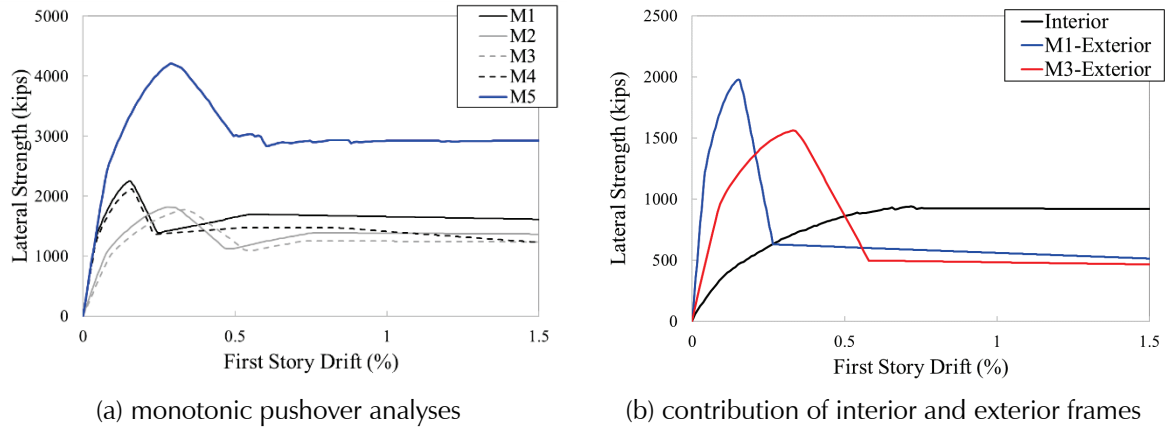 5000
4000
3000
2000
1000
0
0
0.5
1
1.5
Lateral Strength (kips)
First Story Drift (%)
M1
M2
M3
M4
M5
(a) monotonic pushover analyses
2500
2000
1500
1000
500
0
0
0.5
1
1.5
Lateral Strength (kips)
First Story Drift (%)
Interior
M1-Exterior
M3-Exterior
(b) contribution of interior and exterior frames